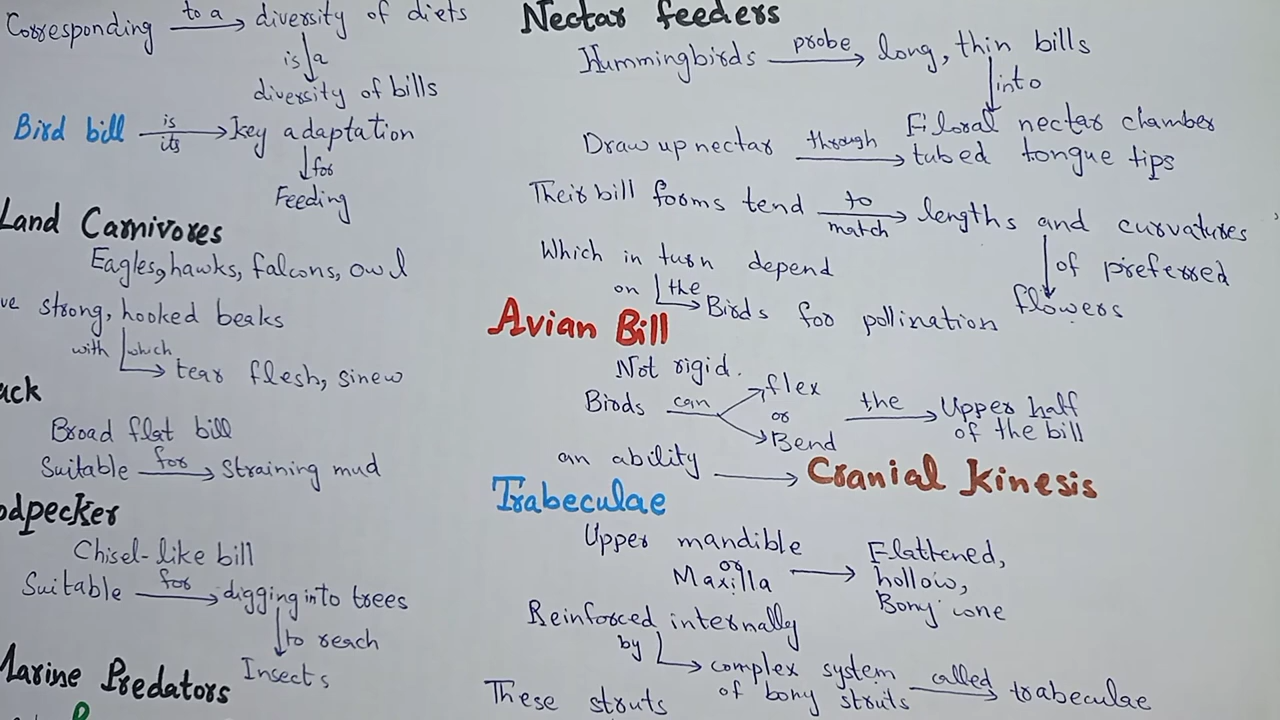 Corresponding to a diversity of diets
is a
diversity of bills
Bird bill is its key adaptation
for
Feeding
Land Carnivores
Eagles, hawks, falcons, owl
ve strong, hooked beaks
with which
tear flesh, sinew
uck
Broad flat bill
Suitable for straining mud
odpecker
Chisel-like bill
Suitable for digging into trees
to reach
Insects
Marine Predators
Nectar feeders
Hummingbirds probe long, thin bills
into
Floral nectar chamber
Draw up nectar through tubed tongue tips
Their bill forms tend to match lengths and curvatures
of preferred
flowers
Which in turn depend
on the
Birds for pollination
Avian Bill
Not rigid.
Birds can flex
or
Bend
the Upper half
of the bill
an ability Cranial Kinesis
Trabeculae
Upper mandible
or
Maxilla
Flattened,
hollow,
Bony cone
Reinforced internally
by
complex system
of bony struts
called trabeculae
These struts